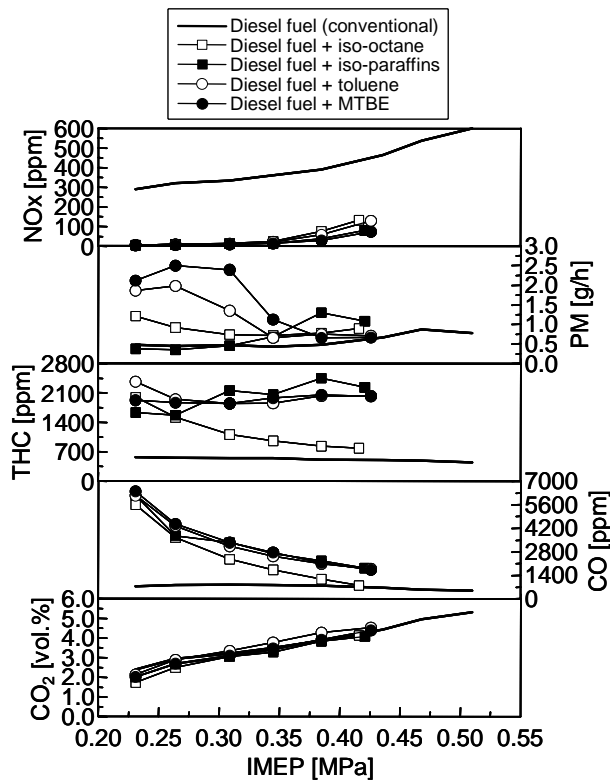 Diesel fuel (conventional)
Diesel fuel + iso-octane
Diesel fuel + iso-paraffins
Diesel fuel + toluene
Diesel fuel + MTBE
NOx [ppm]
600
500
400
300
200
100
0
PM [g/h]
3.0
2.5
2.0
1.5
1.0
0.5
0.0
THC [ppm]
2800
2100
1400
700
0
CO [ppm]
7000
5600
4200
2800
1400
0
CO2 [vol.%]
6.0
5.0
4.0
3.0
2.0
1.0
0.0
0.20 0.25 0.30 0.35 0.40 0.45 0.50 0.55
IMEP [MPa]